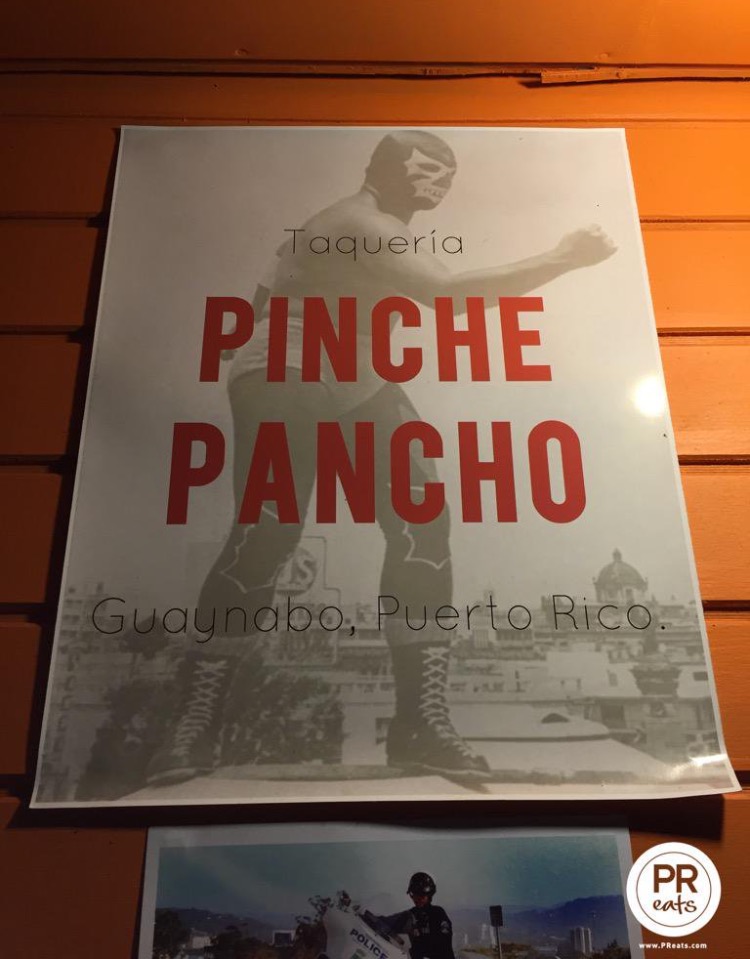 Taquería
PINCHE
PANCHO
Guaynabo, Puerto Rico.
POLICE
PR
eats
www.PReats.com